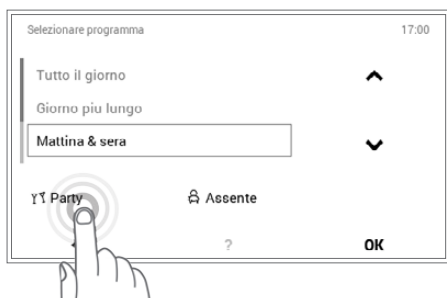 Selezionare programma 17:00
Tutto il giorno
Giorno piu lungo
Mattina & sera
Party Assente
? OK